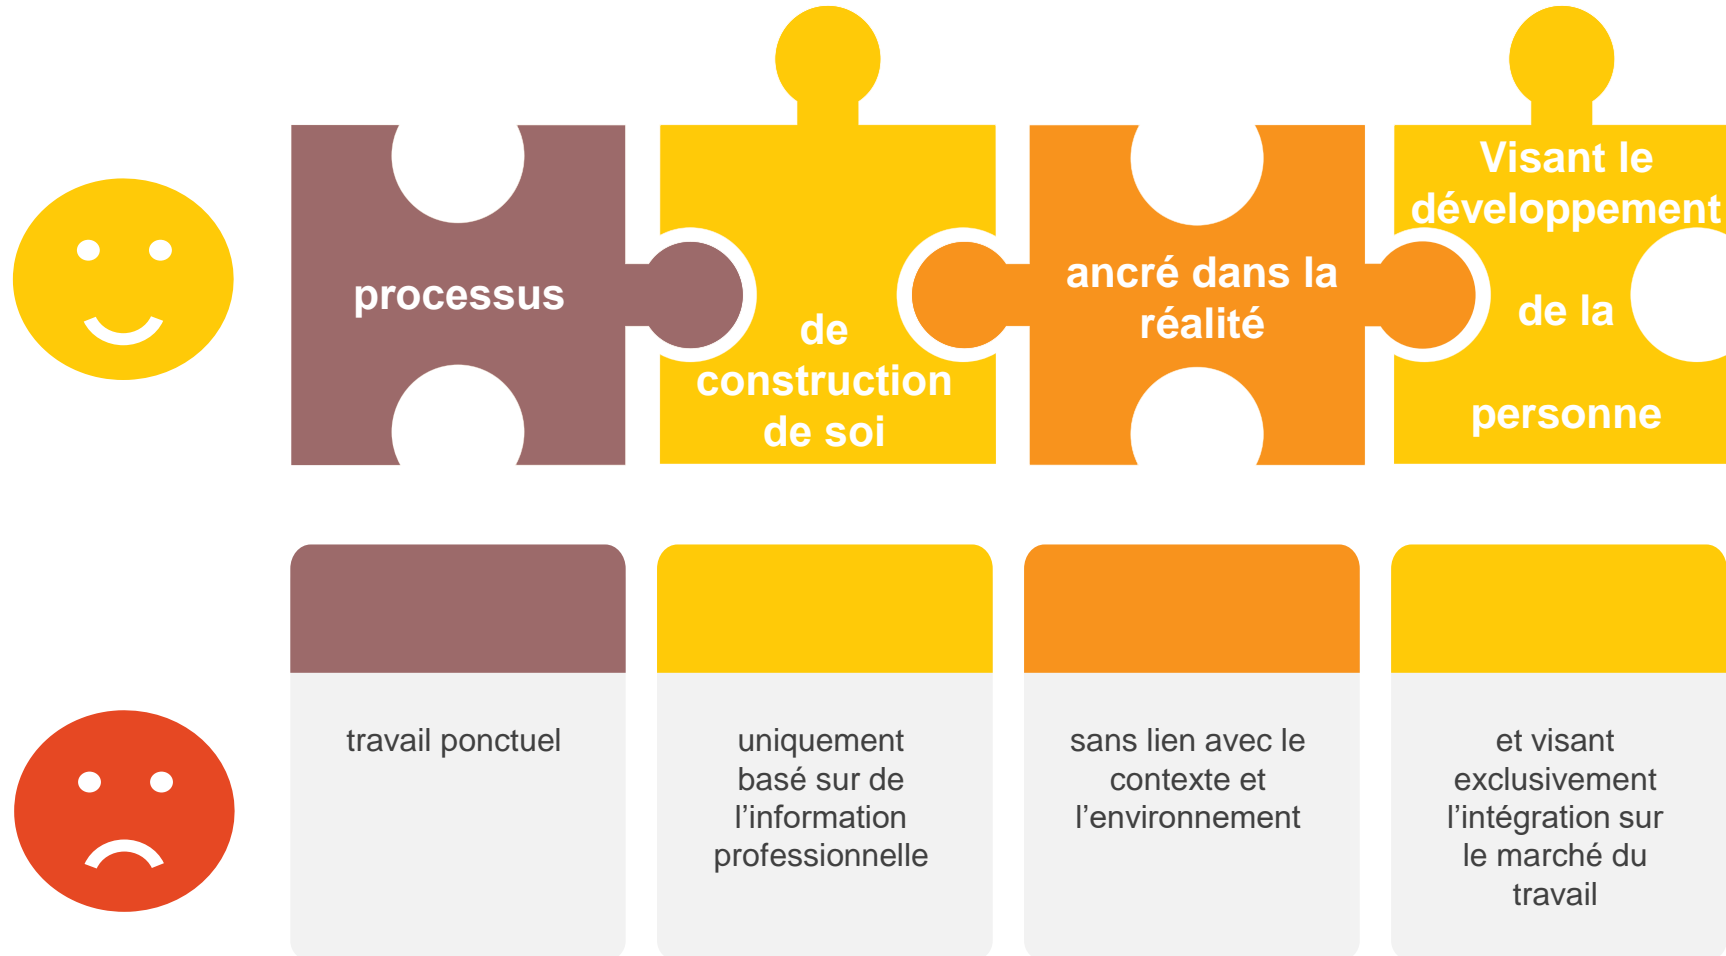 processus
de
construction
de soi
ancré dans la
réalité
Visant le
développement
de la
personne
travail ponctuel
uniquement
basé sur de
l’information
professionnelle
sans lien avec le
contexte et
l’environnement
et visant
exclusivement
l’intégration sur
le marché du
travail